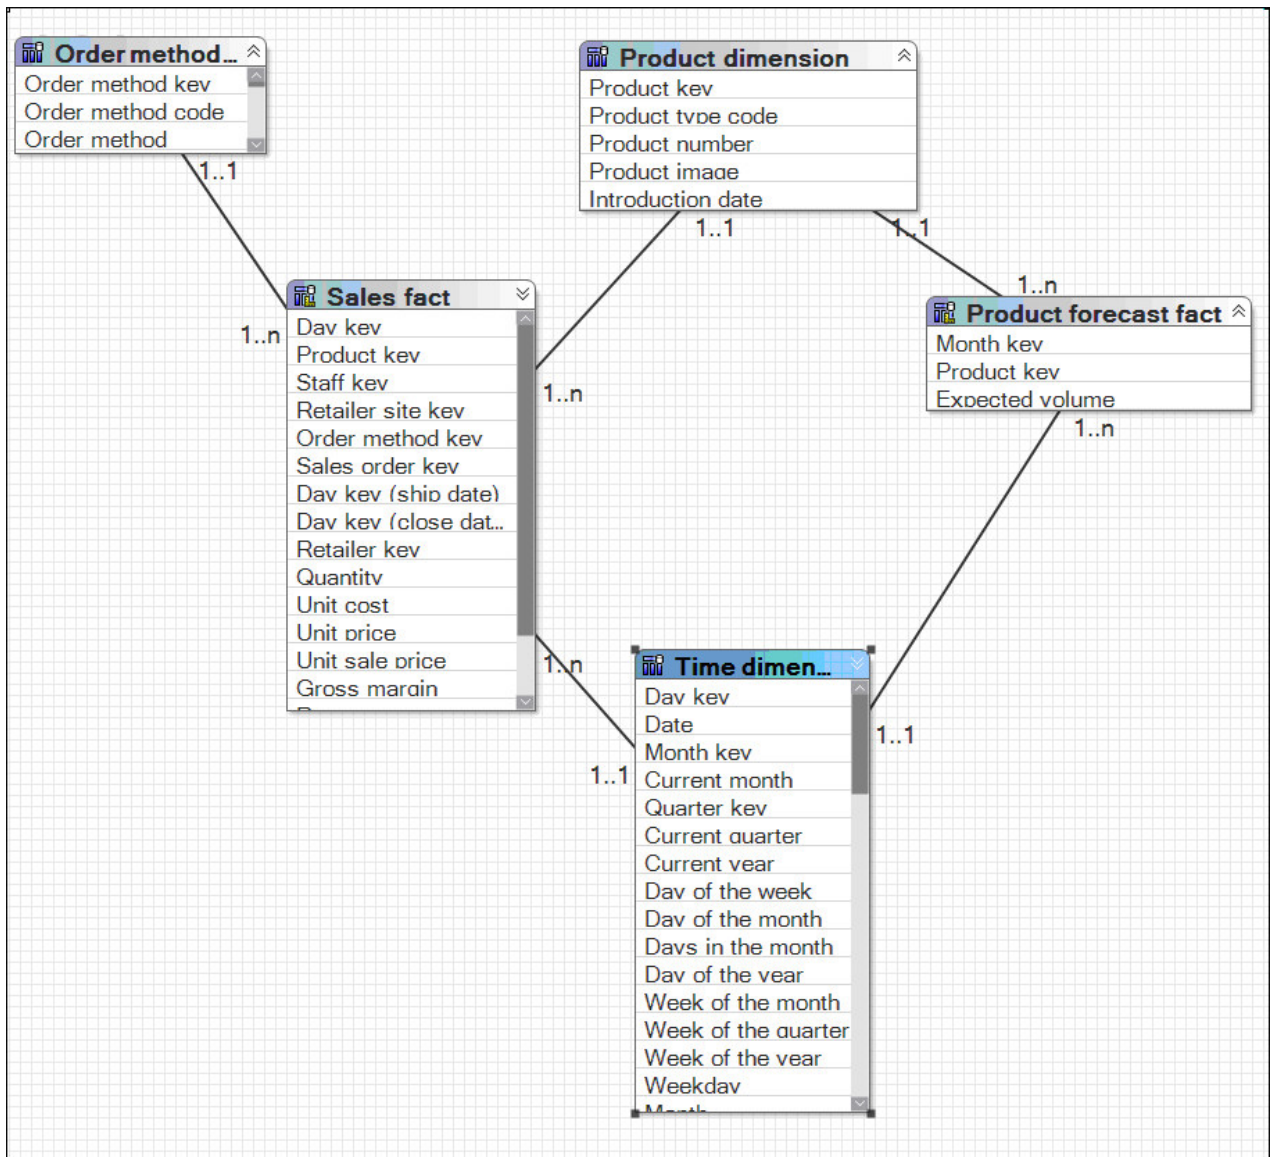 Order method...
Order method key
Order method code
Order method
1..1
Product dimension
Product key
Product type code
Product number
Product image
Introduction date
1..1
1..1
1..n
Product forecast fact
Month key
Product key
Expected volume
1..n
Sales fact
1..n
Day key
Product key
Staff key
Retailer site key
Order method key
Sales order key
Day key (ship date)
Day key (close dat...
Retailer key
Quantity
Unit cost
Unit price
Unit sale price
Gross margin
1..n
1..n
1..1
Time dimen...
Day key
Date
Month key
Current month
Quarter key
Current quarter
Current year
Day of the week
Day of the month
Days in the month
Day of the year
Week of the month
Week of the quarter
Week of the year
Weekday
Month
1..1